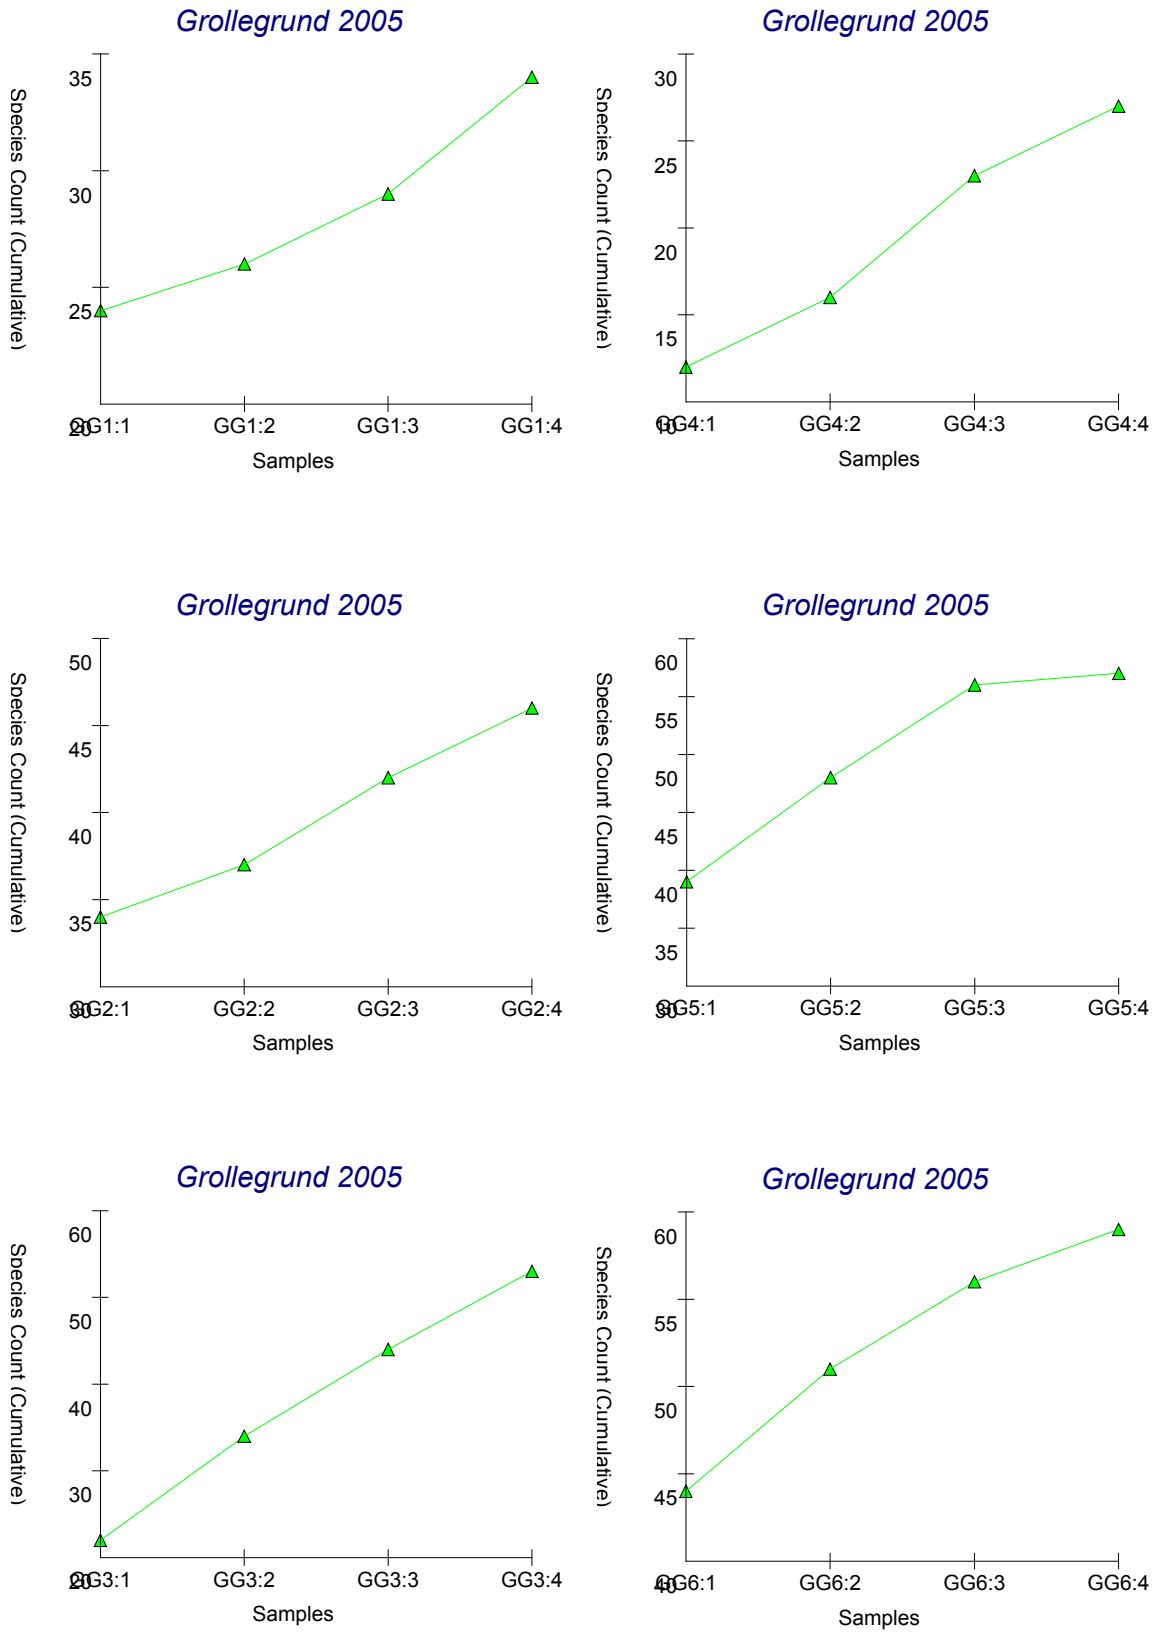 Grollegrund 2005
Species Count (Cumulative)
35
30
25
20
GG1:1 GG1:2 GG1:3 GG1:4
Samples
Grollegrund 2005
Species Count (Cumulative)
30
25
20
15
10
GG4:1 GG4:2 GG4:3 GG4:4
Samples
Grollegrund 2005
Species Count (Cumulative)
50
45
40
35
30
GG2:1 GG2:2 GG2:3 GG2:4
Samples
Grollegrund 2005
Species Count (Cumulative)
60
55
50
45
40
35
30
GG5:1 GG5:2 GG5:3 GG5:4
Samples
Grollegrund 2005
Species Count (Cumulative)
60
50
40
30
20
GG3:1 GG3:2 GG3:3 GG3:4
Samples
Grollegrund 2005
Species Count (Cumulative)
60
55
50
45
40
GG6:1 GG6:2 GG6:3 GG6:4
Samples